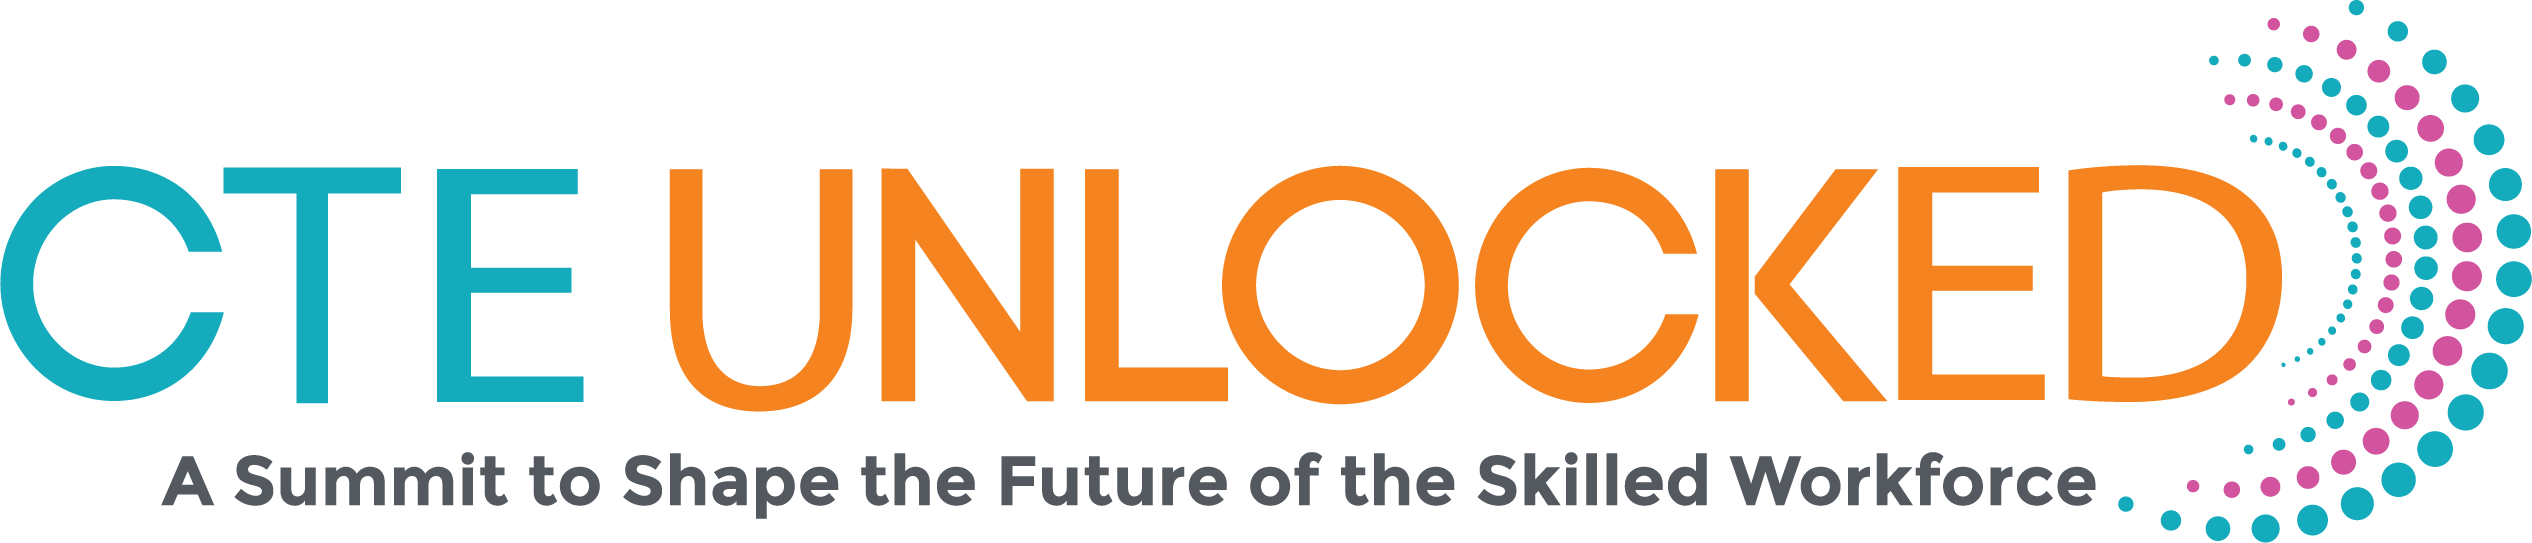 CTE UNLOCKED
A Summit to Shape the Future of the Skilled Workforce